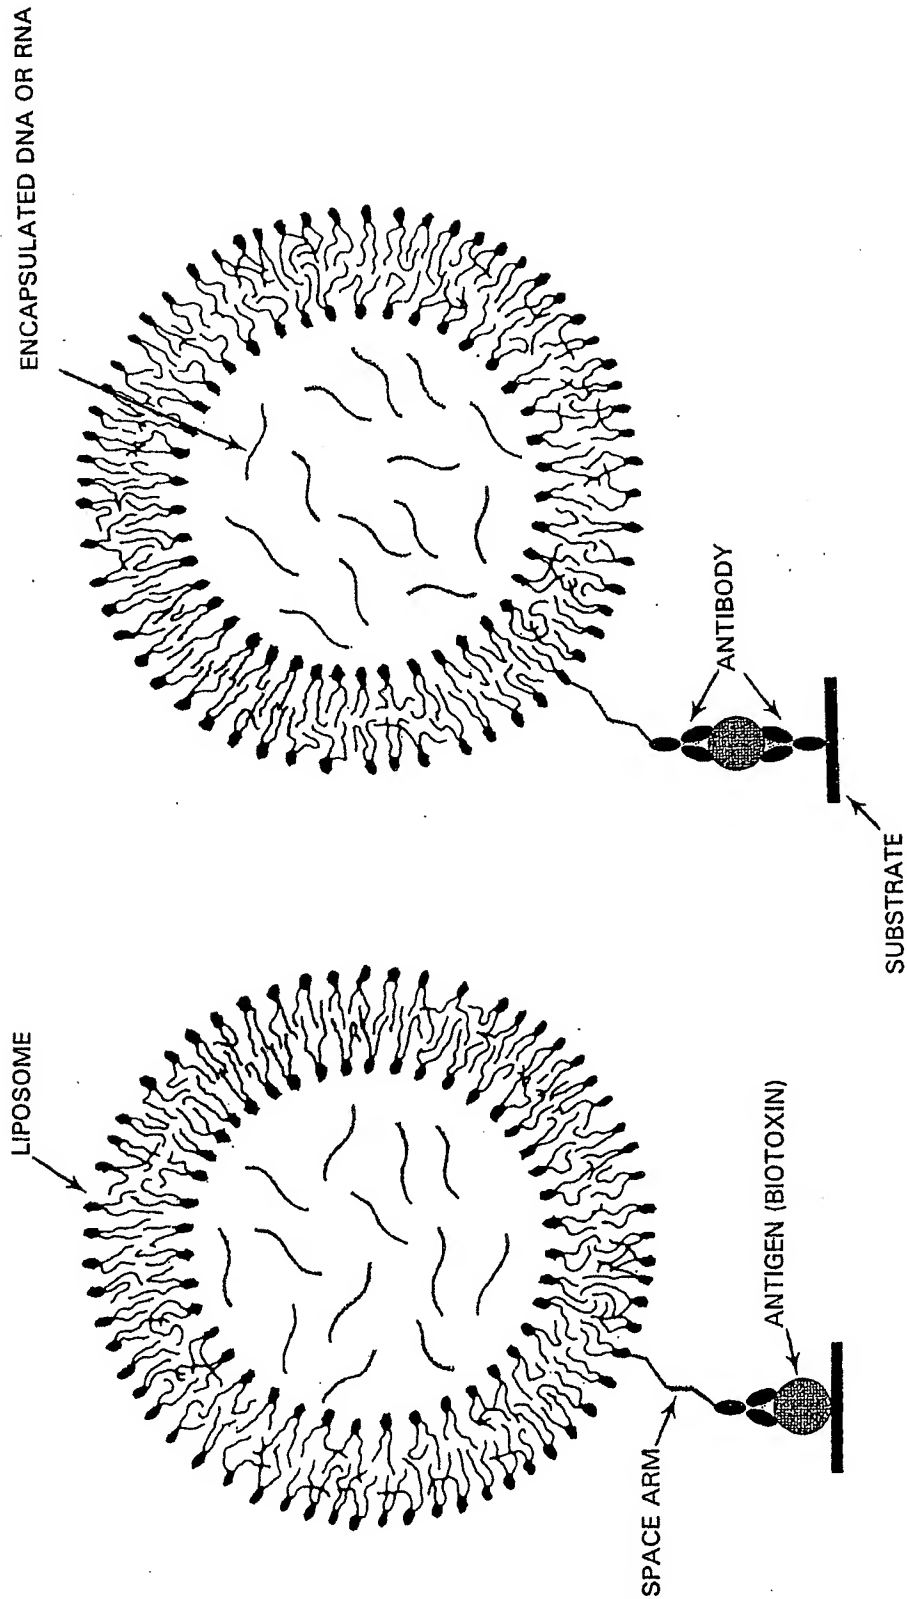 LIPOSOME
ENCAPSULATED DNA OR RNA
SPACE ARM
ANTIGEN (BIOTOXIN)
SUBSTRATE
ANTIBODY